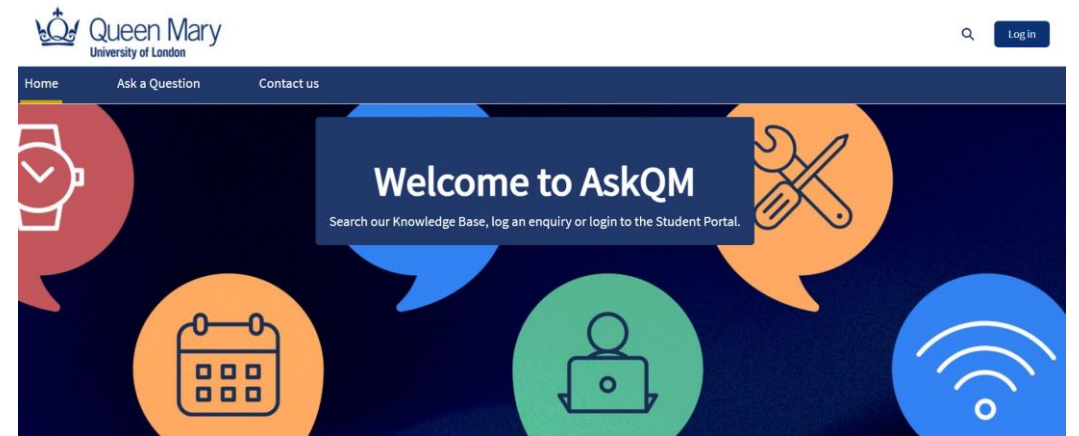 Queen Mary
University of London
Log in
Home
Ask a Question
Contact us
Welcome to AskQM
Search our Knowledge Base, log an enquiry or login to the Student Portal.